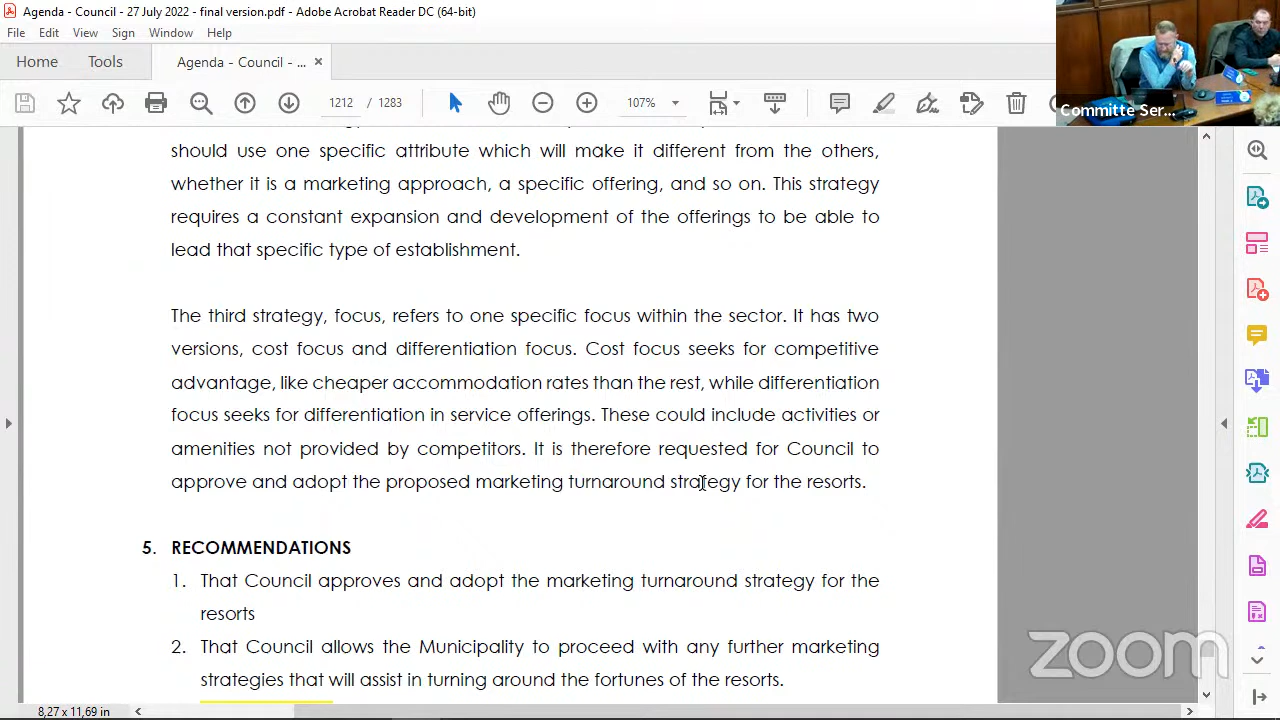 Agenda - Council - 27 July 2022 - final version.pdf - Adobe Acrobat Reader DC (64-bit)
File Edit View Sign Window Help
Home Tools Agenda - Council - ... ×
1212 / 1283 107%
Committe Ser...
should use one specific attribute which will make it different from the others,
whether it is a marketing approach, a specific offering, and so on. This strategy
requires a constant expansion and development of the offerings to be able to
lead that specific type of establishment.
The third strategy, focus, refers to one specific focus within the sector. It has two
versions, cost focus and differentiation focus. Cost focus seeks for competitive
advantage, like cheaper accommodation rates than the rest, while differentiation
focus seeks for differentiation in service offerings. These could include activities or
amenities not provided by competitors. It is therefore requested for Council to
approve and adopt the proposed marketing turnaround strategy for the resorts.
5. RECOMMENDATIONS
1. That Council approves and adopt the marketing turnaround strategy for the
resorts
2. That Council allows the Municipality to proceed with any further marketing
strategies that will assist in turning around the fortunes of the resorts.
zoom
8,27 x 11,69 in